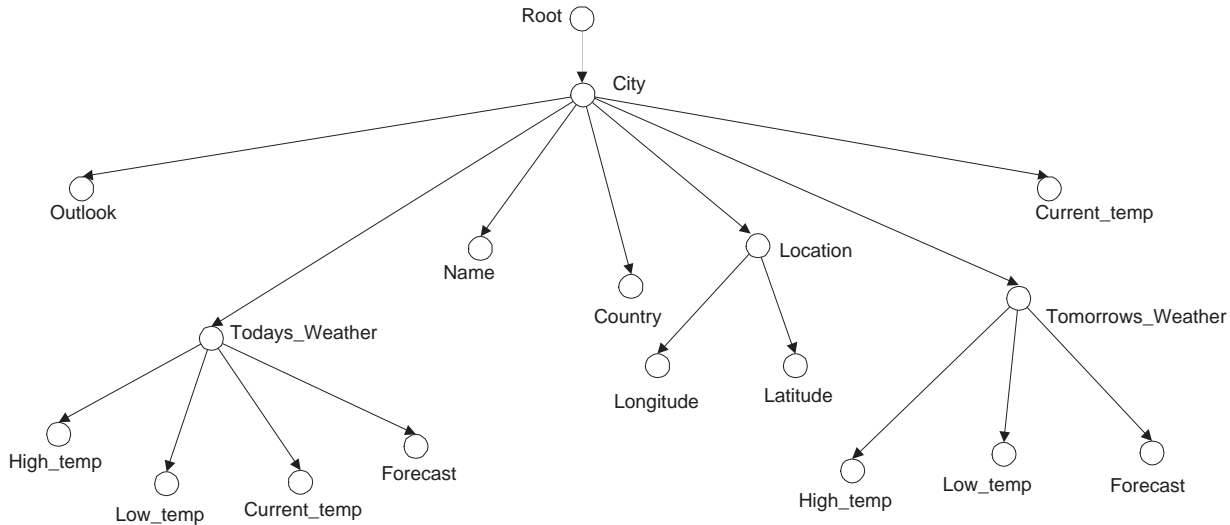 Root
City
Outlook
Current_temp
Name
Location
Country
Todays_Weather
Tomorrows_Weather
Longitude
Latitude
High_temp
Low_temp
Current_temp
Forecast
High_temp
Low_temp
Forecast